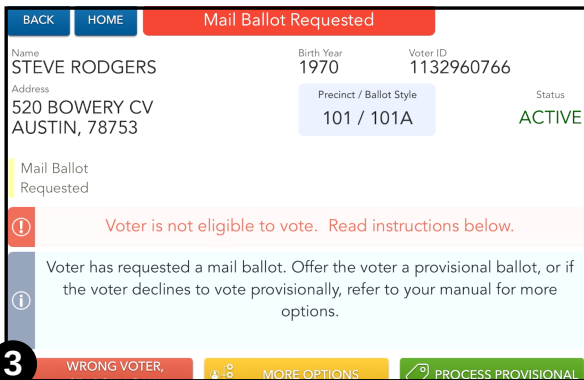 BACK HOME Mail Ballot Requested
Name Birth Year Voter ID
STEVE RODGERS 1970 1132960766
Address Precinct / Ballot Style Status
520 BOWERY CV 101 / 101A ACTIVE
AUSTIN, 78753
Mail Ballot
Requested
Voter is not eligible to vote. Read instructions below.
Voter has requested a mail ballot. Offer the voter a provisional ballot, or if
the voter declines to vote provisionally, refer to your manual for more
options.
3 WRONG VOTER, MORE OPTIONS PROCESS PROVISIONAL